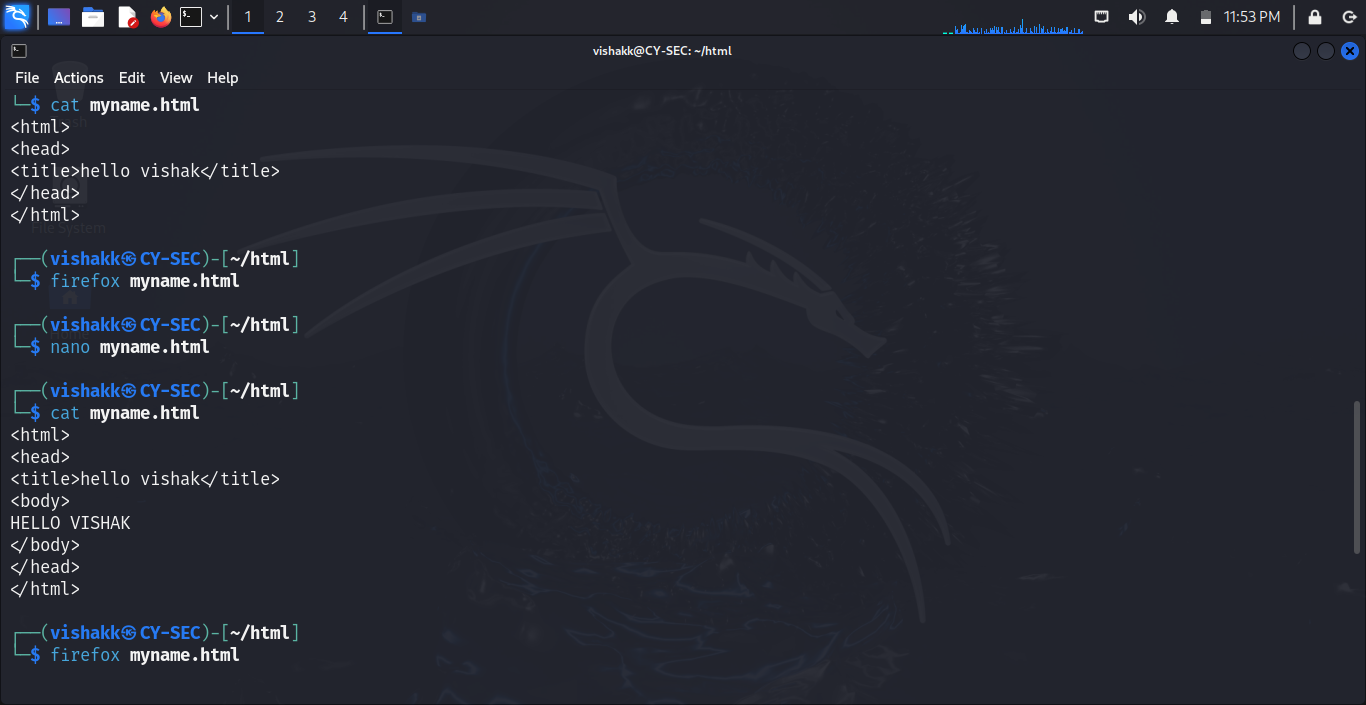 1 2 3 4 11:53 PM
vishakk@CY-SEC: ~/html
File Actions Edit View Help
└─$ cat myname.html
<html>
<head>
<title>hello vishak</title>
</head>
</html>
File System
┌──(vishakk㉿CY-SEC)-[~/html]
└─$ firefox myname.html
┌──(vishakk㉿CY-SEC)-[~/html]
└─$ nano myname.html
┌──(vishakk㉿CY-SEC)-[~/html]
└─$ cat myname.html
<html>
<head>
<title>hello vishak</title>
<body>
HELLO VISHAK
</body>
</head>
</html>
┌──(vishakk㉿CY-SEC)-[~/html]
└─$ firefox myname.html